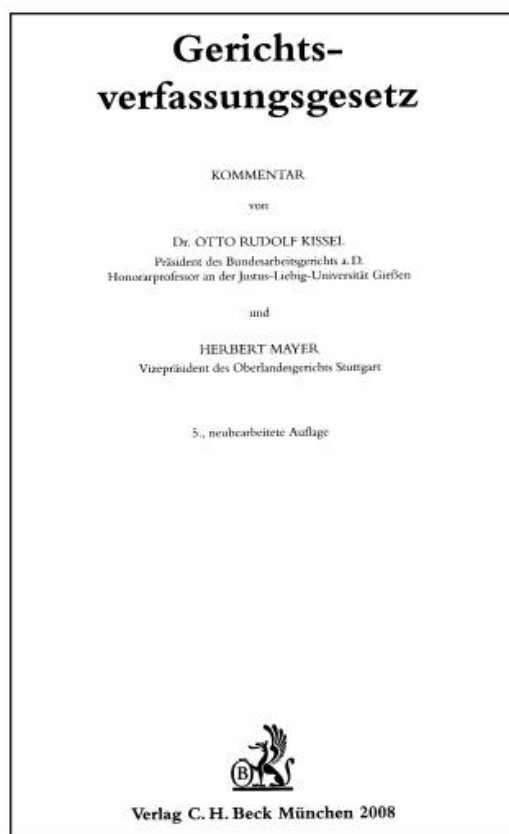 Gerichts-
verfassungsgesetz
KOMMENTAR
von
Dr. OTTO RUDOLF KISSEL
Präsident des Bundesarbeitsgerichts a. D.
Honorarprofessor an der Justus-Liebig-Universität Gießen
und
HERBERT MAYER
Vizepräsident des Oberlandesgerichts Stuttgart
5., neubearbeitete Auflage
B
Verlag C. H. Beck München 2008